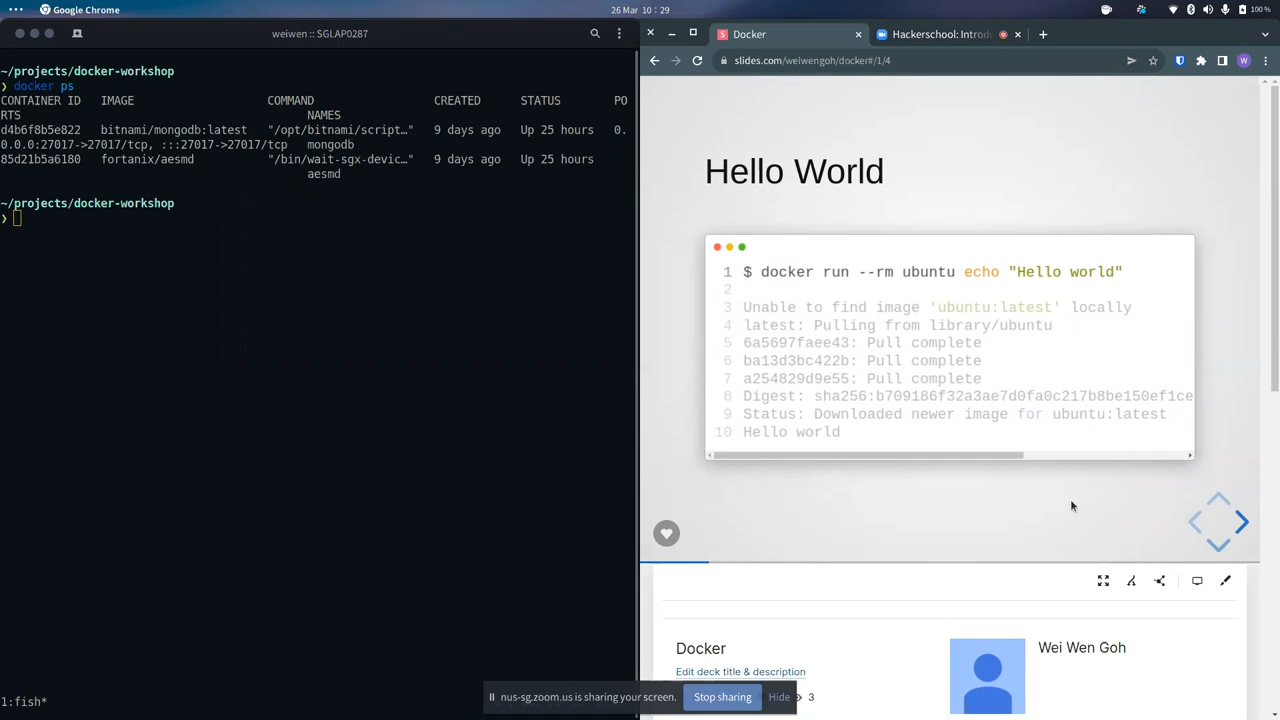 Google Chrome
26 Mar 10:29
100 %
weiwen :: SGLAP0287
~/projects/docker-workshop
❯ docker ps
CONTAINER ID   IMAGE   COMMAND   CREATED   STATUS   PO
RTS   NAMES
d4b6f8b5e822   bitnami/mongodb:latest   "/opt/bitnami/script…"   9 days ago   Up 25 hours   0.
0.0.0:27017->27017/tcp, :::27017->27017/tcp   mongodb
85d21b5a6180   fortanix/aesmd   "/bin/wait-sgx-devic…"   9 days ago   Up 25 hours
aesmd
~/projects/docker-workshop
❯
1:fish*
Docker
Hackerschool: Introdu
slides.com/weiwengoh/docker#/1/4
W
Hello World
1 $ docker run --rm ubuntu echo "Hello world"
2
3 Unable to find image 'ubuntu:latest' locally
4 latest: Pulling from library/ubuntu
5 6a5697faee43: Pull complete
6 ba13d3bc422b: Pull complete
7 a254829d9e55: Pull complete
8 Digest: sha256:b709186f32a3ae7d0fa0c217b8be150ef1ce
9 Status: Downloaded newer image for ubuntu:latest
10 Hello world
Docker
Edit deck title & description
Wei Wen Goh
nus-sg.zoom.us is sharing your screen.
Stop sharing
Hide
3